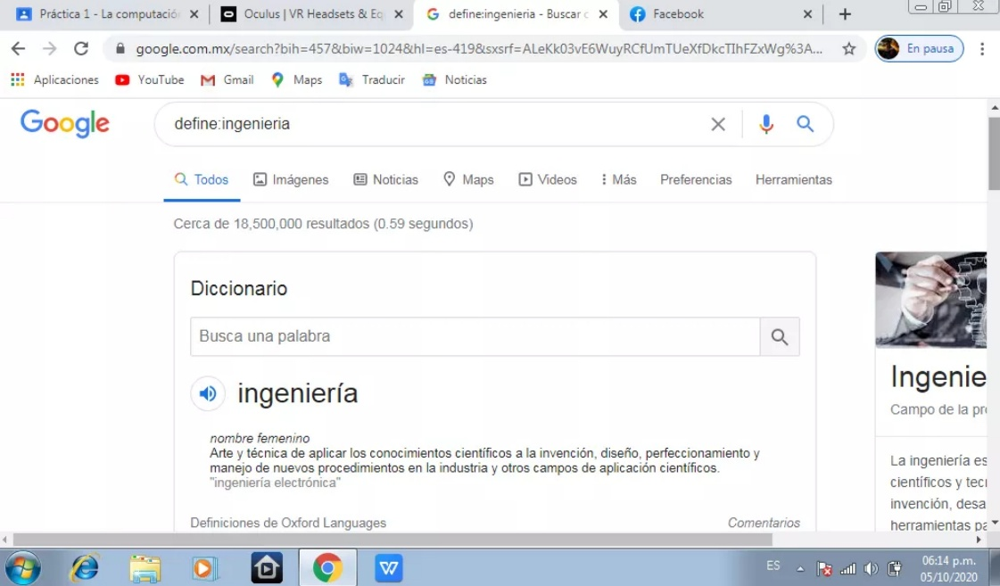 Práctica 1 - La computació
Oculus | VR Headsets & Eq
define:ingenieria - Buscar c
Facebook
google.com.mx/search?bih=457&biw=1024&hl=es-419&sxsrf=ALeKk03vE6WuyRCfUmTUeXfDkcTIhFZxWg%3A...
En pausa
Aplicaciones YouTube Gmail Maps Traducir Noticias
Google
define:ingenieria
Todos Imágenes Noticias Maps Videos Más Preferencias Herramientas
Cerca de 18,500,000 resultados (0.59 segundos)
Diccionario
Busca una palabra
ingeniería
nombre femenino
Arte y técnica de aplicar los conocimientos científicos a la invención, diseño, perfeccionamiento y
manejo de nuevos procedimientos en la industria y otros campos de aplicación científicos.
"ingeniería electrónica"
Definiciones de Oxford Languages
Comentarios
Ingenie
Campo de la pro
La ingeniería es
científicos y tecr
invención, desa
herramientas pa
ES
06:14 p.m.
05/10/2020